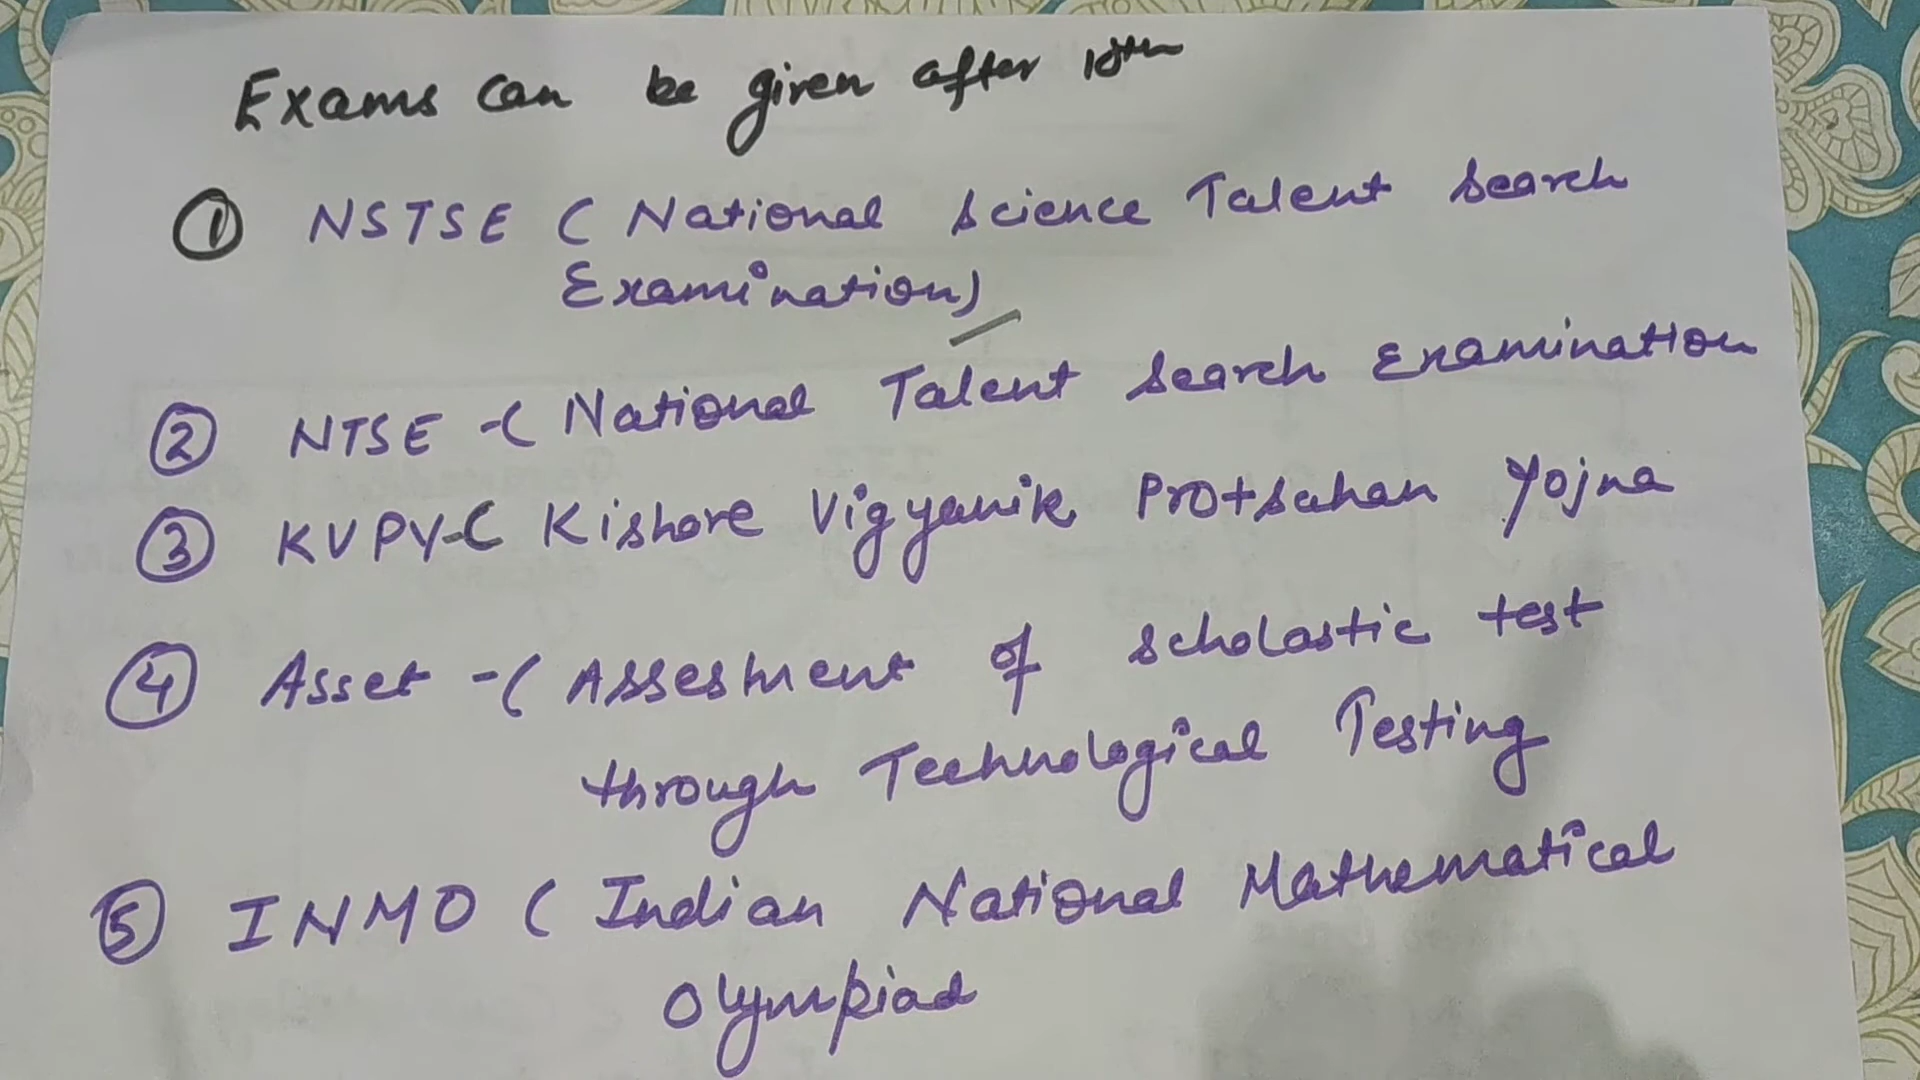 Exams can be given after 10th
① NSTSE ( National science Talent search
Examination)
② NTSE -( National Talent search Examination
③ KVPY-( Kishore Vigyanik Protsahan Yojna
④ Asset -( Assesment of scholastic test
through Technological Testing
⑤ INMO ( Indian National Mathematical
Olympiad